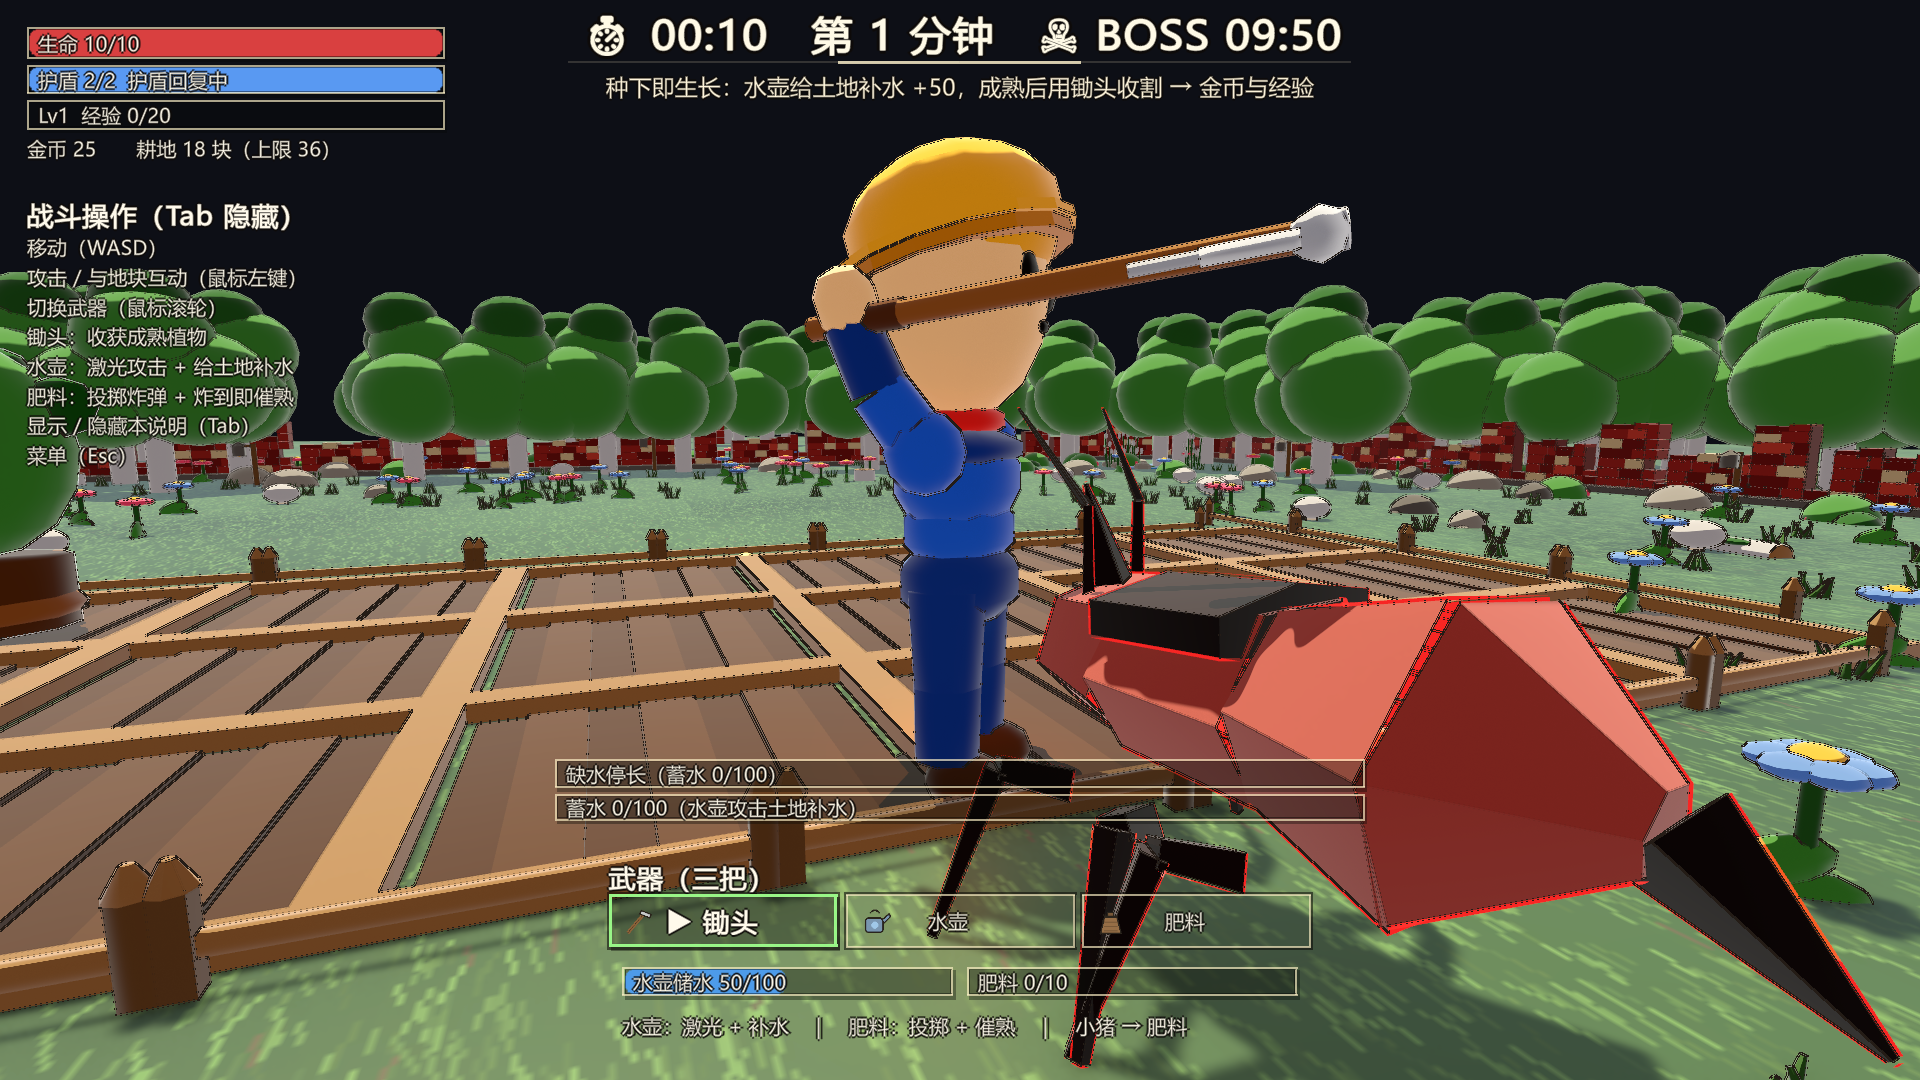 生命 10/10
护盾 2/2 护盾回复中
Lv1 经验 0/20
金币 25 耕地 18 块（上限 36）
00:10 第 1 分钟 BOSS 09:50
种下即生长：水壶给土地补水 +50，成熟后用锄头收割 → 金币与经验
战斗操作（Tab 隐藏）
移动（WASD）
攻击 / 与地块互动（鼠标左键）
切换武器（鼠标滚轮）
锄头：收获成熟植物
水壶：激光攻击 + 给土地补水
肥料：投掷炸弹 + 炸到即催熟
显示 / 隐藏本说明（Tab）
菜单（Esc）
缺水停长（蓄水 0/100）
蓄水 0/100（水壶攻击土地补水）
武器（三把）
▶ 锄头 水壶 肥料
水壶储水 50/100 肥料 0/10
水壶：激光 + 补水 | 肥料：投掷 + 催熟 | 小猪 → 肥料